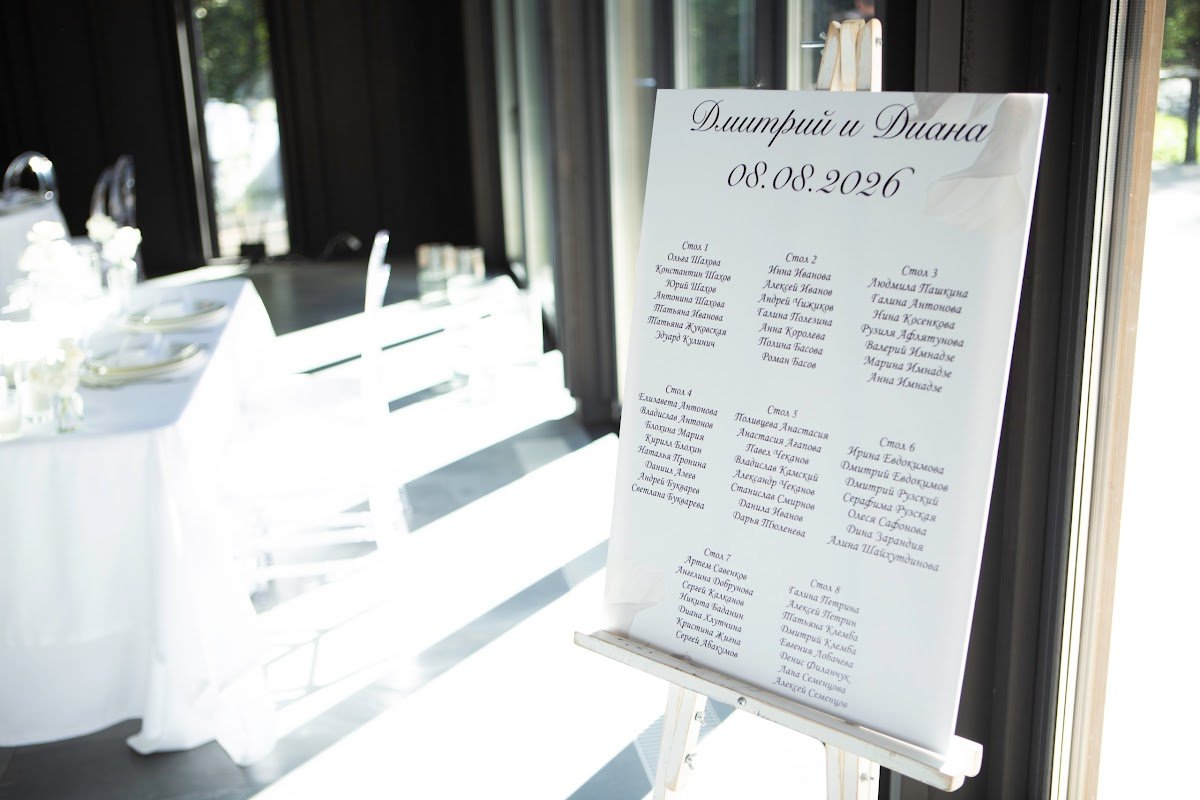 Дмитрий и Диана
08.08.2026
Стол 1
Ольга Шахова
Константин Шахов
Юрий Шахов
Антонина Шахова
Татьяна Иванова
Татьяна Жуковская
Эдуард Кулинин
Стол 2
Инна Иванова
Алексей Иванов
Андрей Чижиков
Галина Полезина
Анна Королева
Полина Басова
Роман Басов
Стол 3
Людмила Пашкина
Галина Антонова
Нина Косенкова
Рузиля Афлятунова
Валерий Имнадзе
Марина Имнадзе
Анна Имнадзе
Стол 4
Елизавета Антонова
Владислав Антонов
Блохина Мария
Кирилл Блохин
Наталья Пронина
Даниил Азеев
Андрей Букварев
Светлана Букварева
Стол 5
Поливцева Анастасия
Анастасия Агапова
Павел Чеканов
Владислав Камский
Александр Чеканов
Станислав Смирнов
Данила Иванов
Дарья Тюленева
Стол 6
Ирина Евдокимова
Дмитрий Евдокимов
Дмитрий Рузский
Серафима Рузская
Олеся Сафонова
Дина Зарандия
Алина Шайхутдинова
Стол 7
Артем Савенков
Ангелина Добрунова
Сергей Калканов
Никита Баданин
Диана Хлутчина
Кристина Жигна
Сергей Абакумов
Стол 8
Галина Петрина
Алексей Петрин
Татьяна Клемба
Дмитрий Клемба
Евгения Лобачева
Денис Филанчук
Лана Семенцова
Алексей Семенцов